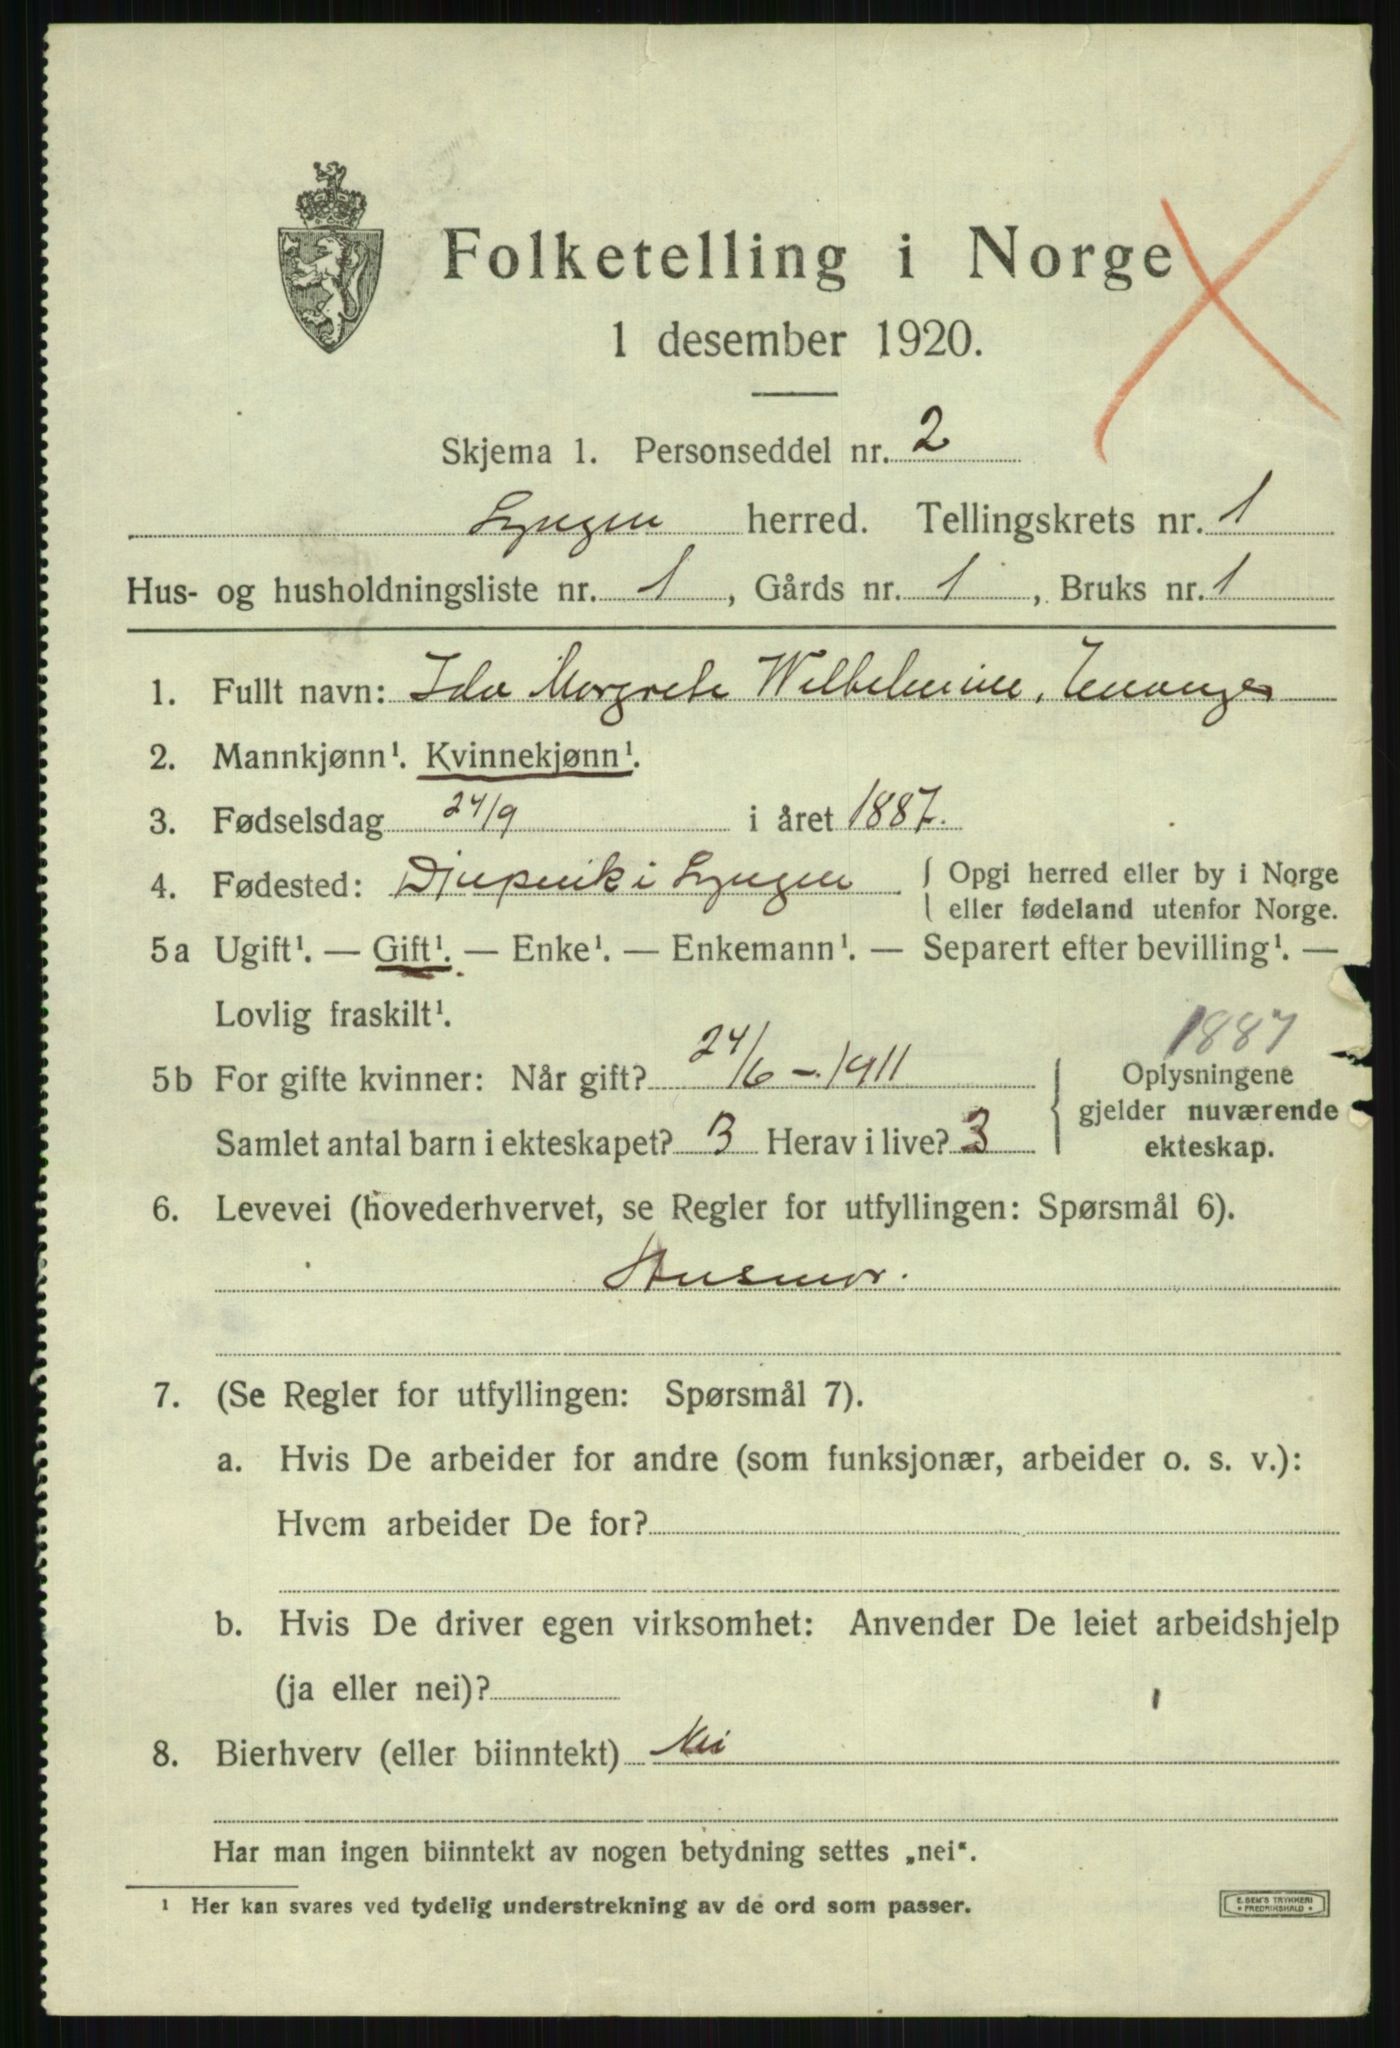 Folketelling i Norge
1 desember 1920.
Skjema 1. Personseddel nr. 2
Lyngen herred. Tellingskrets nr. 1
Hus- og husholdningsliste nr. 1, Gårds nr. 1, Bruks nr. 1
1. Fullt navn: Ida Margrete Wilhelmine,
2. Mannkjønn¹. Kvinnekjønn¹.
3. Fødselsdag 24/9 i året 1887.
4. Fødested: Djupvik i Lyngen { Opgi herred eller by i Norge
eller fødeland utenfor Norge.
5a Ugift¹. — Gift¹. — Enke¹. — Enkemann¹. — Separert efter bevilling¹. —
Lovlig fraskilt¹.
1887
5b For gifte kvinner: Når gift? 24/6 - 1911
Samlet antal barn i ekteskapet? 3 Herav i live? 3
Oplysningene
gjelder nuværende
ekteskap.
6. Levevei (hovederhvervet, se Regler for utfyllingen: Spørsmål 6).
Husmor.
7. (Se Regler for utfyllingen: Spørsmål 7).
a. Hvis De arbeider for andre (som funksjonær, arbeider o. s. v.):
Hvem arbeider De for?
b. Hvis De driver egen virksomhet: Anvender De leiet arbeidshjelp
(ja eller nei)?
8. Bierhverv (eller biinntekt) Nei
Har man ingen biinntekt av nogen betydning settes „nei“.
¹ Her kan svares ved tydelig understrekning av de ord som passer.
E. SEM'S TRYKKERI
FREDRIKSHALD